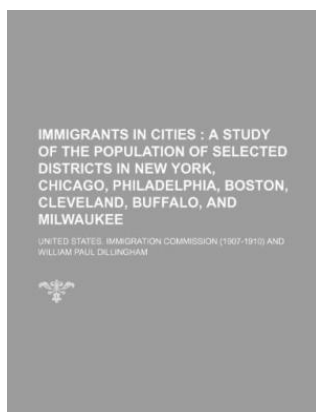 IMMIGRANTS IN CITIES : A STUDY
OF THE POPULATION OF SELECTED
DISTRICTS IN NEW YORK,
CHICAGO, PHILADELPHIA, BOSTON,
CLEVELAND, BUFFALO, AND
MILWAUKEE
UNITED STATES. IMMIGRATION COMMISSION (1907-1910) AND
WILLIAM PAUL DILLINGHAM